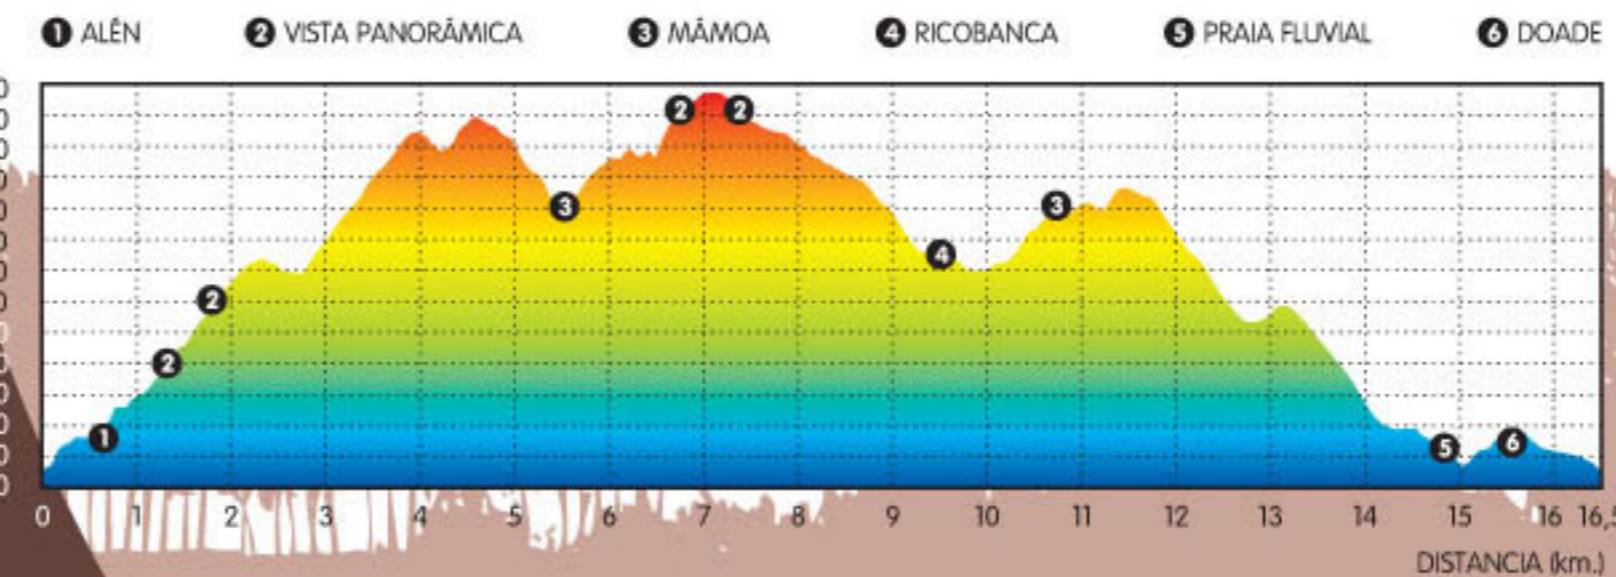 1 ALÉN 2 VISTA PANORÁMICA 3 MÁMOA 4 RICOBANCA 5 PRAIA FLUVIAL 6 DOADE
2 2
3 3
4
2
2
1 5 6
0 1 2 3 4 5 6 7 8 9 10 11 12 13 14 15 16 16,5
DISTANCIA (km.)